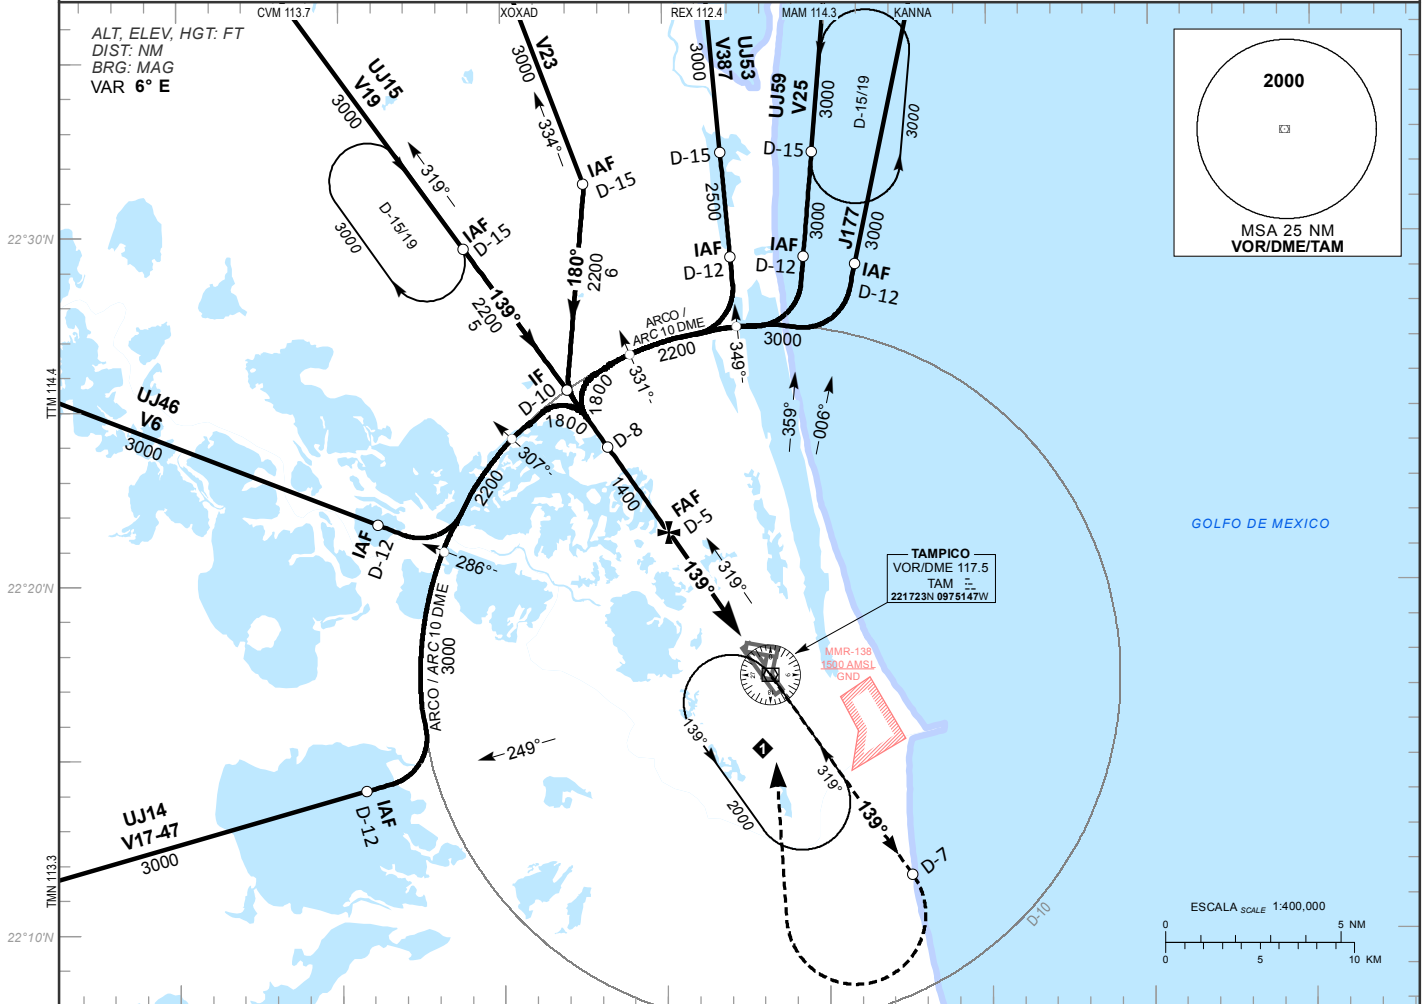 CVM 113.7
XOXAD
REX 112.4
MAM 114.3
KANNA
ALT, ELEV, HGT: FT
DIST: NM
BRG: MAG
VAR 6° E
UJ15
V19
3000
V23
3000
334°
319°
D-15/19
3000
IAF
D-15
IAF
D-15
139°
2200
5
180°
2200
6
3000
V387
UJ53
D-15
2500
IAF
D-12
UJ59
V25
3000
D-15
3000
IAF
D-12
D-15/19
3000
J177
3000
IAF
D-12
2000
MSA 25 NM
VOR/DME/TAM
22°30'N
ARCO /
ARC 10 DME
2200
3000
331°
349°
359°
006°
IF
D-10
1800
1800
D-8
1400
TTM 114.4
UJ46
V6
3000
307°
2200
IAF
D-12
286°
FAF
D-5
139°
319°
GOLFO DE MEXICO
TAMPICO
VOR/DME 117.5
TAM
221723N 0975147W
22°20'N
ARCO / ARC 10 DME
3000
MMR-138
1500 AMSL
GND
249°
139°
2000
1
319°
139°
D-7
UJ14
V17-47
3000
IAF
D-12
TMN 113.3
D-10
22°10'N
ESCALA SCALE 1:400,000
0 5 NM
0 5 10 KM